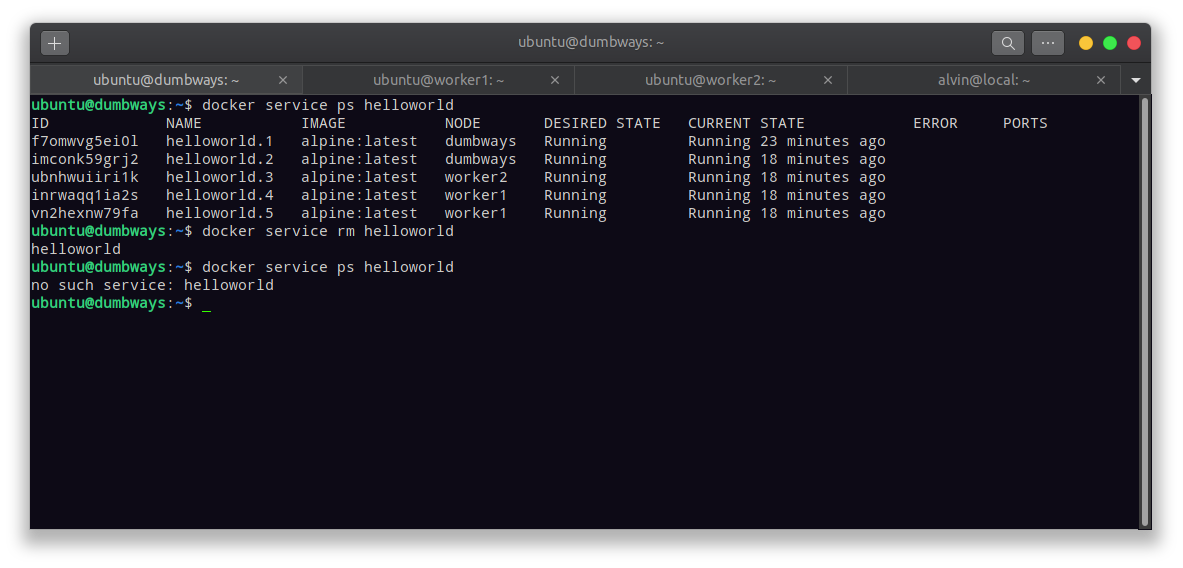 ubuntu@dumbways: ~
ubuntu@dumbways: ~ ubuntu@worker1: ~ ubuntu@worker2: ~ alvin@local: ~
ubuntu@dumbways:~$ docker service ps helloworld
ID NAME IMAGE NODE DESIRED STATE CURRENT STATE ERROR PORTS
f7omwvg5ei0l helloworld.1 alpine:latest dumbways Running Running 23 minutes ago
imconk59grj2 helloworld.2 alpine:latest dumbways Running Running 18 minutes ago
ubnhwuiiri1k helloworld.3 alpine:latest worker2 Running Running 18 minutes ago
inrwaqq1ia2s helloworld.4 alpine:latest worker1 Running Running 18 minutes ago
vn2hexnw79fa helloworld.5 alpine:latest worker1 Running Running 18 minutes ago
ubuntu@dumbways:~$ docker service rm helloworld
helloworld
ubuntu@dumbways:~$ docker service ps helloworld
no such service: helloworld
ubuntu@dumbways:~$ _